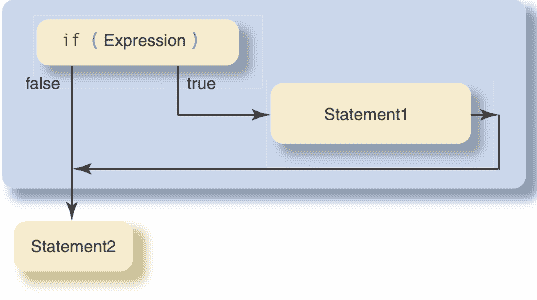 if ( Expression )
false
true
Statement1
Statement2